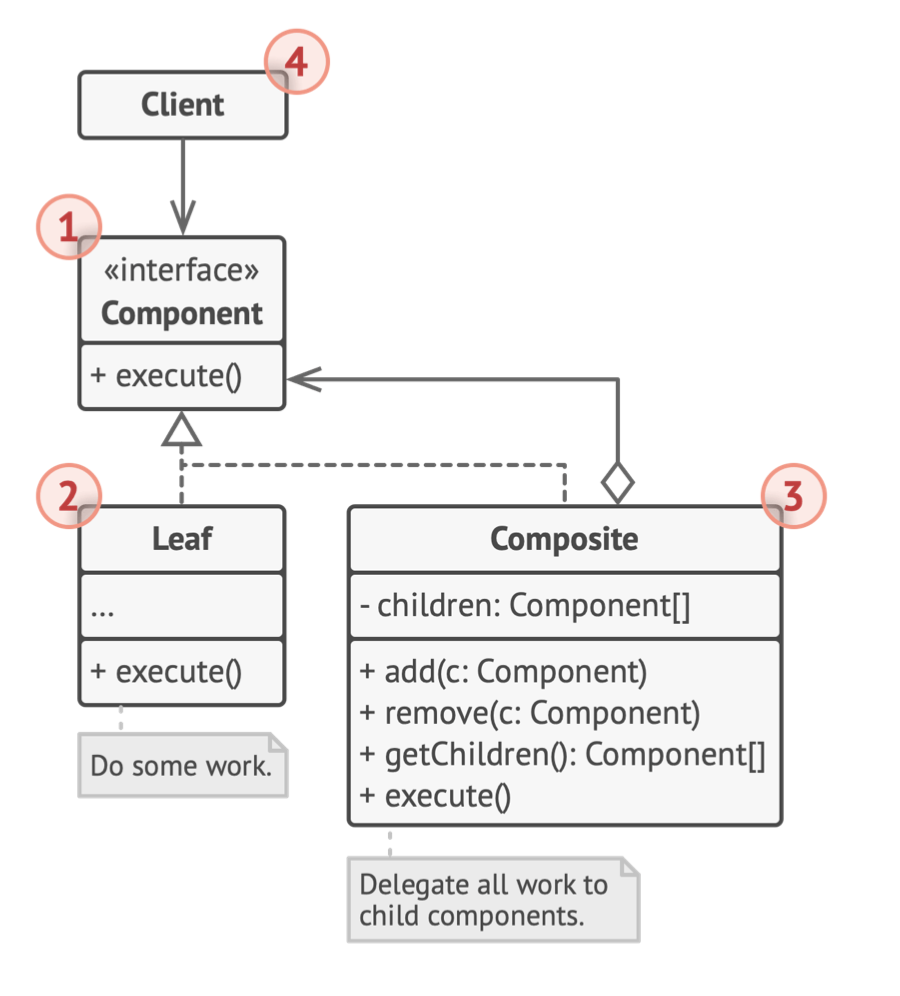 4
Client
1
«interface»
Component
+ execute()
2
Leaf
...
+ execute()
Do some work.
3
Composite
- children: Component[]
+ add(c: Component)
+ remove(c: Component)
+ getChildren(): Component[]
+ execute()
Delegate all work to
child components.